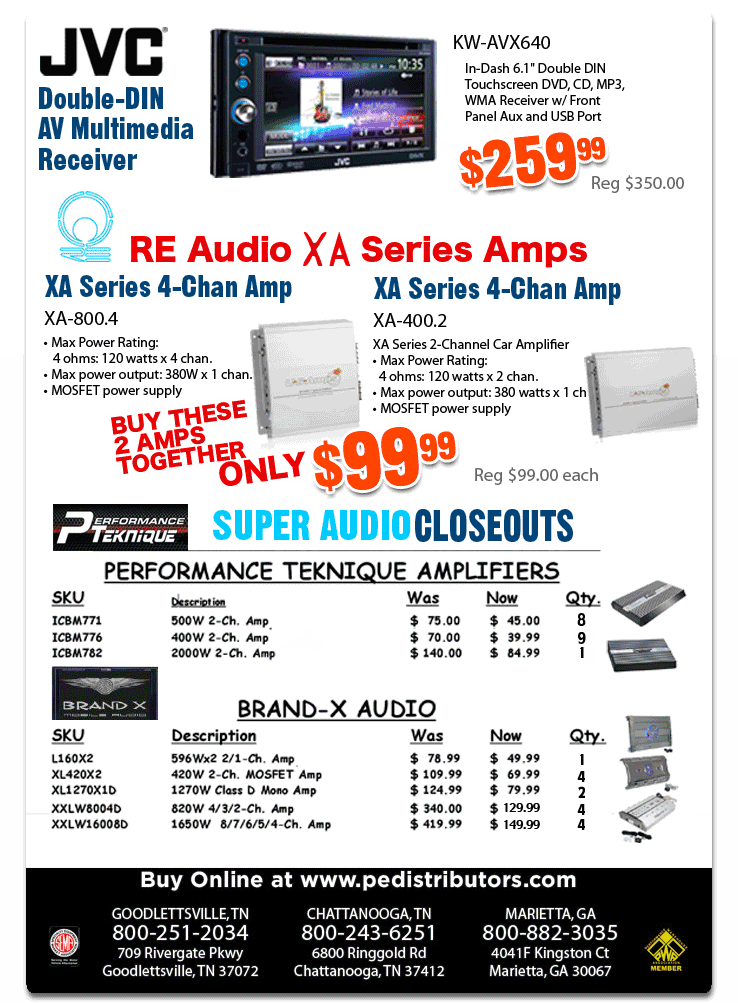 JVC
Double-DIN
AV Multimedia
Receiver
10:35
JVC
KW-AVX640
In-Dash 6.1" Double DIN
Touchscreen DVD, CD, MP3,
WMA Receiver w/ Front
Panel Aux and USB Port
$259.99
Reg $350.00
RE Audio XA Series Amps
XA Series 4-Chan Amp
XA-800.4
• Max Power Rating:
4 ohms: 120 watts x 4 chan.
• Max power output: 380W x 1 chan.
• MOSFET power supply
XA Series 4-Chan Amp
XA-400.2
XA Series 2-Channel Car Amplifier
• Max Power Rating:
4 ohms: 120 watts x 2 chan.
• Max power output: 380 watts x 1 ch
• MOSFET power supply
BUY THESE
2 AMPS
TOGETHER
ONLY $99.99
Reg $99.00 each
PERFORMANCE
TEKNIQUE
SUPER AUDIO CLOSEOUTS
PERFORMANCE TEKNIQUE AMPLIFIERS
SKU Description Was Now Qty.
ICBM771 500W 2-Ch. Amp $ 75.00 $ 45.00 8
ICBM776 400W 2-Ch. Amp $ 70.00 $ 39.99 9
ICBM782 2000W 2-Ch. Amp $ 140.00 $ 84.99 1
BRAND X
MOBILE AUDIO
BRAND-X AUDIO
SKU Description Was Now Qty.
L160X2 596Wx2 2/1-Ch. Amp $ 78.99 $ 49.99 1
XL420X2 420W 2-Ch. MOSFET Amp $ 109.99 $ 69.99 4
XL1270X1D 1270W Class D Mono Amp $ 124.99 $ 79.99 2
XXLW8004D 820W 4/3/2-Ch. Amp $ 340.00 $ 129.99 4
XXLW16008D 1650W 8/7/6/5/4-Ch. Amp $ 419.99 $ 149.99 4
Buy Online at www.pedistributors.com
GOODLETTSVILLE, TN
800-251-2034
709 Rivergate Pkwy
Goodlettsville, TN 37072
CHATTANOOGA, TN
800-243-6251
6800 Ringgold Rd
Chattanooga, TN 37412
MARIETTA, GA
800-882-3035
4041F Kingston Ct
Marietta, GA 30067
SEMA
PWA
MEMBER